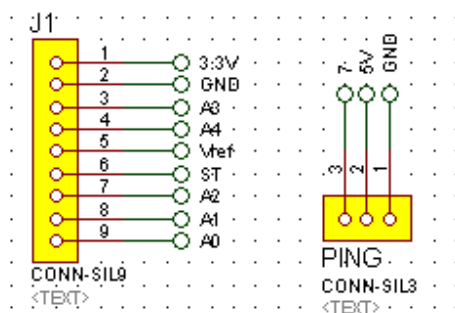 J1
1 3.3V
2 GND
3 A3
4 A4
5 Vref
6 ST
7 A2
8 A1
9 A0
CONN-SIL9
<TEXT>
7 5V GND
3 2 1
PING
CONN-SIL3
<TEXT>